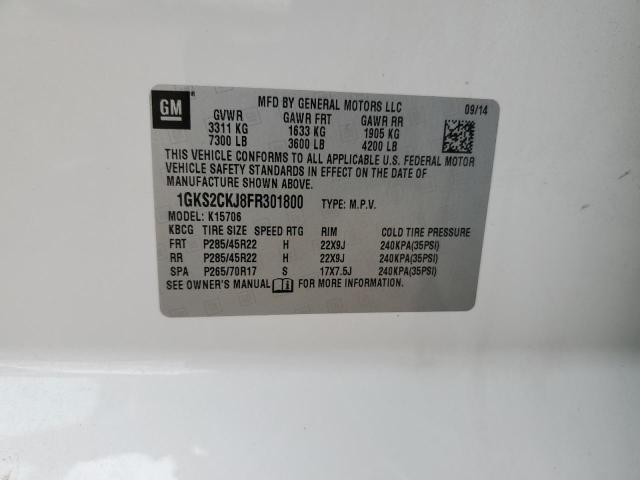 GM
MFD BY GENERAL MOTORS LLC 09/14
GVWR GAWR FRT GAWR RR
3311 KG 1633 KG 1905 KG
7300 LB 3600 LB 4200 LB
THIS VEHICLE CONFORMS TO ALL APPLICABLE U.S. FEDERAL MOTOR
VEHICLE SAFETY STANDARDS IN EFFECT ON THE DATE OF
MANUFACTURE SHOWN ABOVE.
1GKS2CKJ8FR301800 TYPE: M.P.V.
MODEL: K15706
KBCG TIRE SIZE SPEED RTG RIM COLD TIRE PRESSURE
FRT P285/45R22 H 22X9J 240KPA(35PSI)
RR P285/45R22 H 22X9J 240KPA(35PSI)
SPA P265/70R17 S 17X7.5J 240KPA(35PSI)
SEE OWNER'S MANUAL FOR MORE INFORMATION.